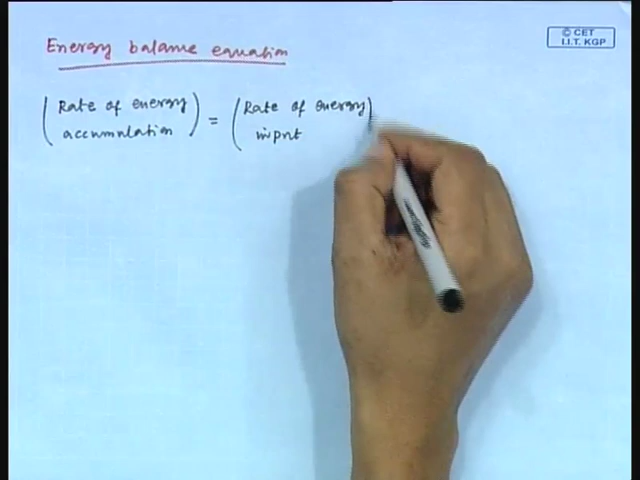 © CET
I.I.T. KGP
Energy balance equation
(Rate of energy accumulation) = (Rate of energy input)